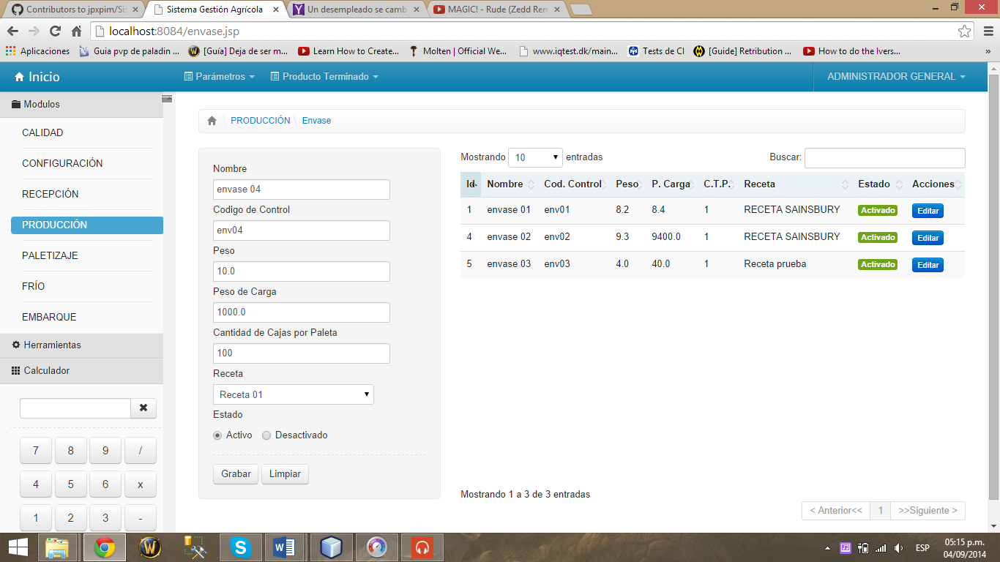 Contributors to jpxpim/Sis
Sistema Gestión Agrícola
Un desempleado se camb
MAGIC! - Rude (Zedd Rem
localhost:8084/envase.jsp
Aplicaciones
Guia pvp de paladin ...
[Guía] Deja de ser m...
Learn How to Create...
Molten | Official We...
www.iqtest.dk/main...
Tests de CI
[Guide] Retribution ...
How to do the Ivers...
»
Inicio
Parámetros
Producto Terminado
ADMINISTRADOR GENERAL
Modulos
CALIDAD
CONFIGURACIÓN
RECEPCIÓN
PRODUCCIÓN
PALETIZAJE
FRÍO
EMBARQUE
Herramientas
Calculador
7 8 9 /
4 5 6 x
1 2 3 -
PRODUCCIÓN
Envase
Nombre
envase 04
Codigo de Control
env04
Peso
10.0
Peso de Carga
1000.0
Cantidad de Cajas por Paleta
100
Receta
Receta 01
Estado
Activo Desactivado
Grabar Limpiar
Mostrando 10 entradas
Buscar:
Id Nombre Cod. Control Peso P. Carga C.T.P. Receta Estado Acciones
1 envase 01 env01 8.2 8.4 1 RECETA SAINSBURY Activado Editar
4 envase 02 env02 9.3 9400.0 1 RECETA SAINSBURY Activado Editar
5 envase 03 env03 4.0 40.0 1 Receta prueba Activado Editar
Mostrando 1 a 3 de 3 entradas
< Anterior<< 1 >>Siguiente >
ESP
05:15 p.m.
04/09/2014